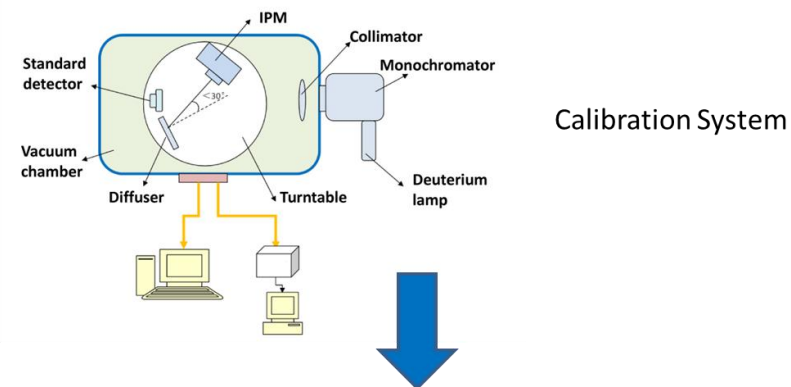 IPM
Collimator
Standard
detector
Monochromator
<30°
Calibration System
Vacuum
chamber
Diffuser
Turntable
Deuterium
lamp